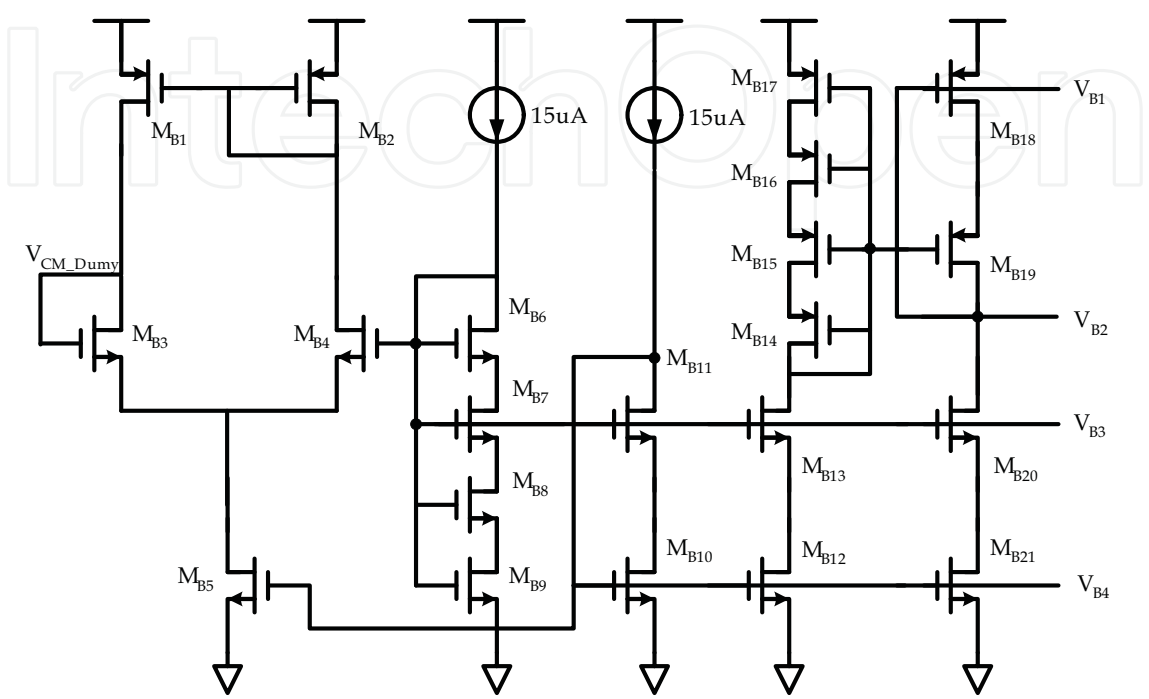 IntechOpen
M_B17
15uA
15uA
V_B1
M_B1
M_B2
M_B18
M_B16
V_CM_Dumy
M_B15
M_B19
M_B6
M_B3
M_B4
M_B14
V_B2
M_B11
M_B7
V_B3
M_B13
M_B20
M_B8
M_B10
M_B12
M_B21
M_B5
M_B9
V_B4